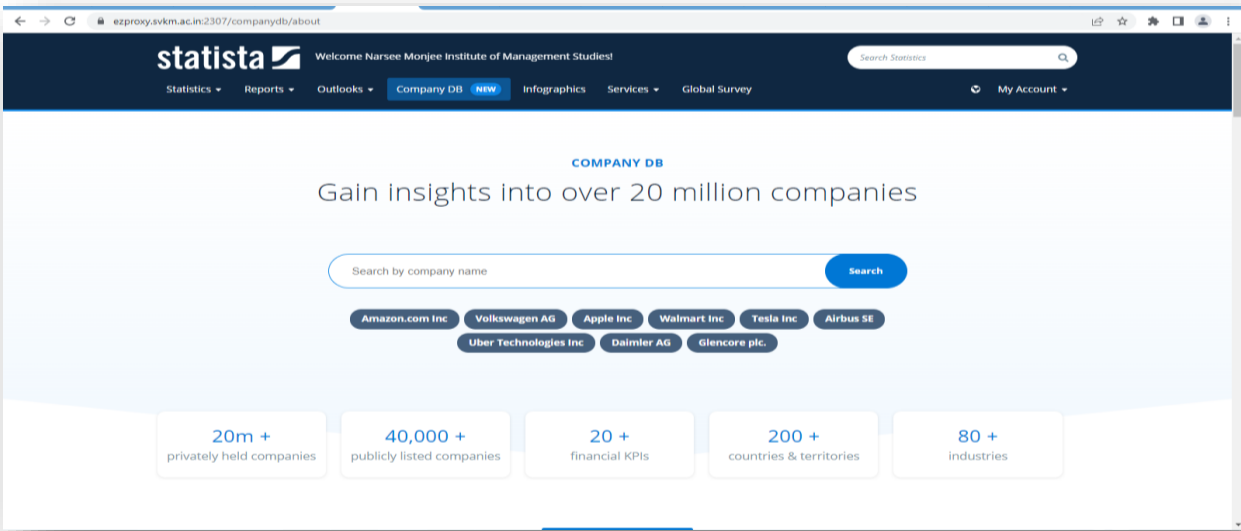 ezproxy.svkm.ac.in:2307/companydb/about
statista Welcome Narsee Monjee Institute of Management Studies! Search Statistics
Statistics Reports Outlooks Company DB NEW Infographics Services Global Survey My Account
COMPANY DB
Gain insights into over 20 million companies
Search by company name Search
Amazon.com Inc Volkswagen AG Apple Inc Walmart Inc Tesla Inc Airbus SE
Uber Technologies Inc Daimler AG Glencore plc.
20m + 40,000 + 20 + 200 + 80 +
privately held companies publicly listed companies financial KPIs countries & territories industries